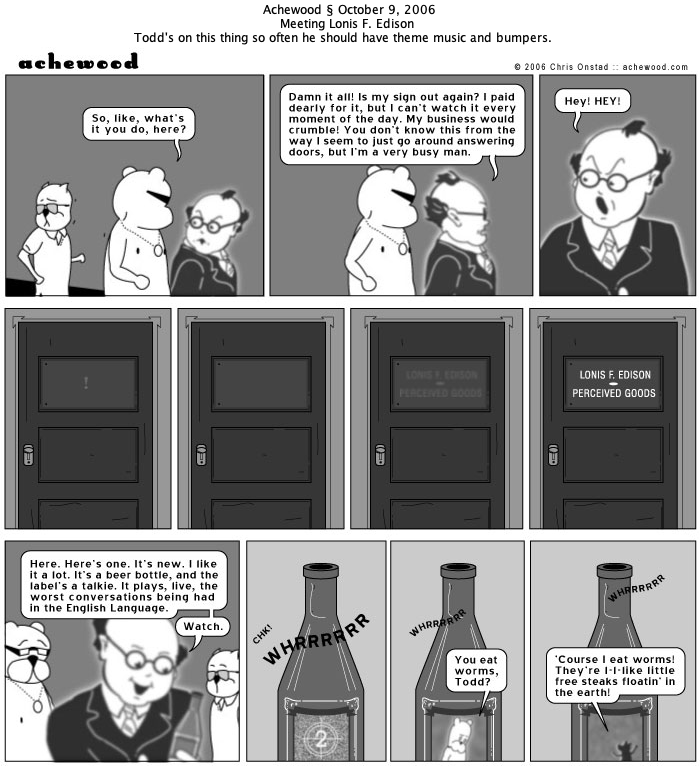 Achewood § October 9, 2006
Meeting Lonis F. Edison
Todd's on this thing so often he should have theme music and bumpers.
achewood
© 2006 Chris Onstad :: achewood.com
So, like, what's
it you do, here?
Damn it all! Is my sign out again? I paid
dearly for it, but I can't watch it every
moment of the day. My business would
crumble! You don't know this from the
way I seem to just go around answering
doors, but I'm a very busy man.
Hey! HEY!
!
LONIS F. EDISON
PERCEIVED GOODS
LONIS F. EDISON
PERCEIVED GOODS
Here. Here's one. It's new. I like
it a lot. It's a beer bottle, and the
label's a talkie. It plays, live, the
worst conversations being had
in the English Language.
Watch.
CHK!
WHRRRRRRR
2
WHRRRRRRR
You eat
worms,
Todd?
WHRRRRRRR
'Course I eat worms!
They're l-l-like little
free steaks floatin' in
the earth!